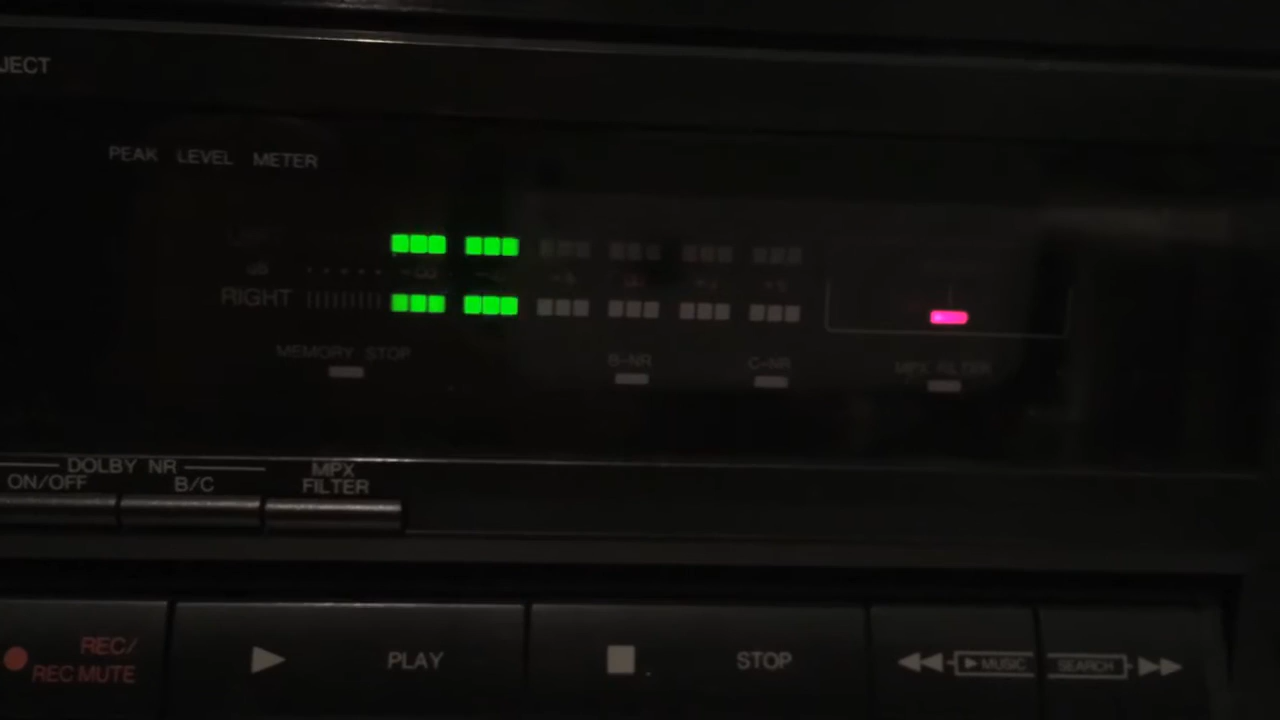 JECT
PEAK LEVEL METER
dB
RIGHT
MEMORY STOP
B-NR
C-NR
MPX FILTER
DOLBY NR
ON/OFF
B/C
MPX
FILTER
REC/
REC MUTE
PLAY
STOP
MUSIC
SEARCH